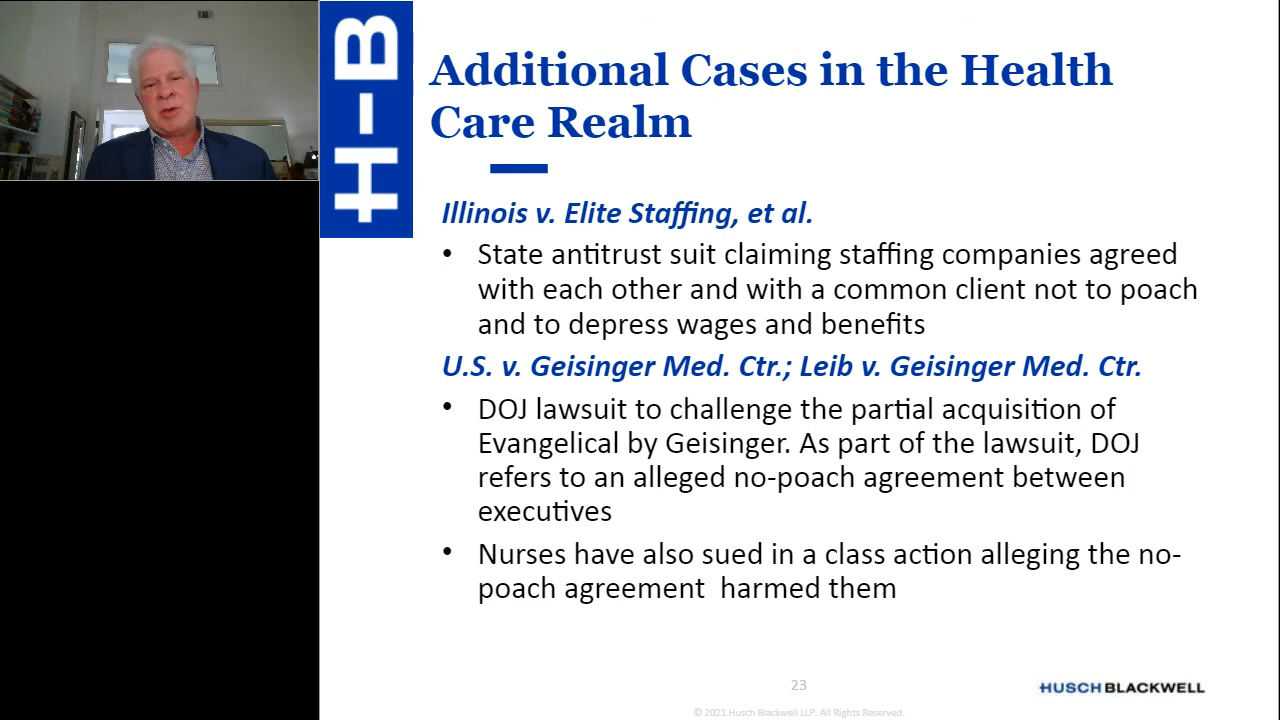 H-B
Additional Cases in the Health
Care Realm
Illinois v. Elite Staffing, et al.
• State antitrust suit claiming staffing companies agreed
with each other and with a common client not to poach
and to depress wages and benefits
U.S. v. Geisinger Med. Ctr.; Leib v. Geisinger Med. Ctr.
• DOJ lawsuit to challenge the partial acquisition of
Evangelical by Geisinger. As part of the lawsuit, DOJ
refers to an alleged no-poach agreement between
executives
• Nurses have also sued in a class action alleging the no-
poach agreement  harmed them
23
HUSCH BLACKWELL
© 2021 Husch Blackwell LLP. All Rights Reserved.